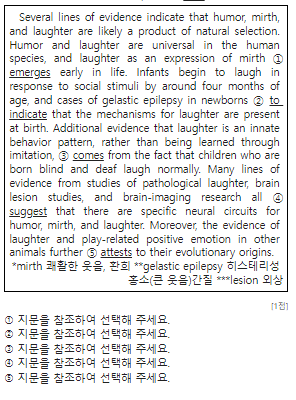 Several lines of evidence indicate that humor, mirth,
and laughter are likely a product of natural selection.
Humor and laughter are universal in the human
species, and laughter as an expression of mirth ①
emerges early in life. Infants begin to laugh in
response to social stimuli by around four months of
age, and cases of gelastic epilepsy in newborns ② to
indicate that the mechanisms for laughter are present
at birth. Additional evidence that laughter is an innate
behavior pattern, rather than being learned through
imitation, ③ comes from the fact that children who are
born blind and deaf laugh normally. Many lines of
evidence from studies of pathological laughter, brain
lesion studies, and brain-imaging research all ④
suggest that there are specific neural circuits for
humor, mirth, and laughter. Moreover, the evidence of
laughter and play-related positive emotion in other
animals further ⑤ attests to their evolutionary origins.
*mirth 쾌활한 웃음, 환희 **gelastic epilepsy 히스테리성
홍소(큰 웃음)간질 ***lesion 외상
[1점]
① 지문을 참조하여 선택해 주세요.
② 지문을 참조하여 선택해 주세요.
③ 지문을 참조하여 선택해 주세요.
④ 지문을 참조하여 선택해 주세요.
⑤ 지문을 참조하여 선택해 주세요.